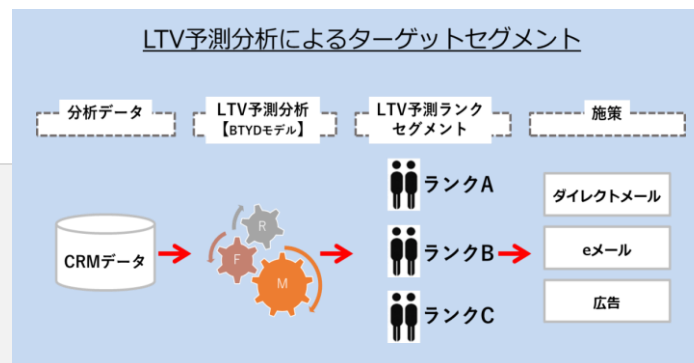 LTV予測分析によるターゲットセグメント
分析データ
LTV予測分析
【BTYDモデル】
LTV予測ランク
セグメント
施策
CRMデータ
R
F
M
ランクA
ランクB
ランクC
ダイレクトメール
eメール
広告